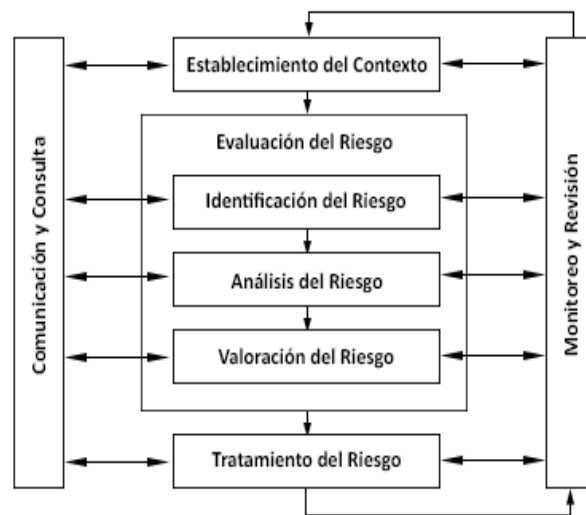 Establecimiento del Contexto
Evaluación del Riesgo
Identificación del Riesgo
Análisis del Riesgo
Valoración del Riesgo
Tratamiento del Riesgo
Comunicación y Consulta
Monitoreo y Revisión